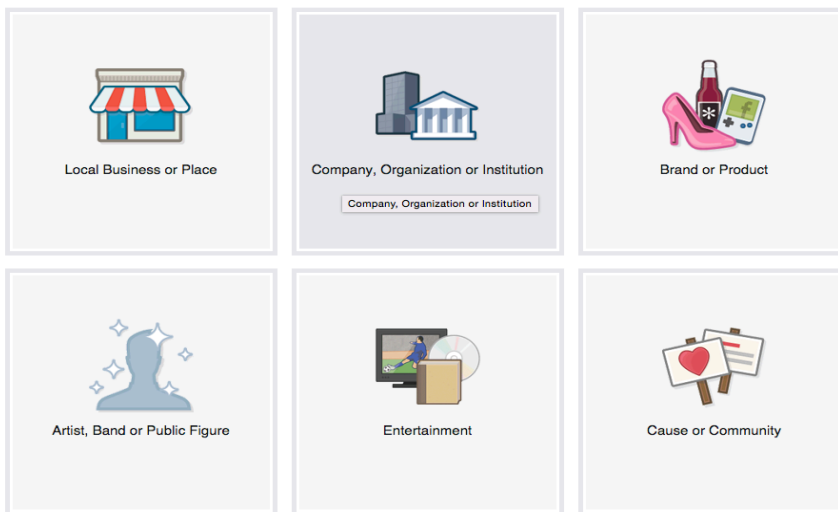 Local Business or Place
Company, Organization or Institution
Brand or Product
Company, Organization or Institution
Artist, Band or Public Figure
Entertainment
Cause or Community